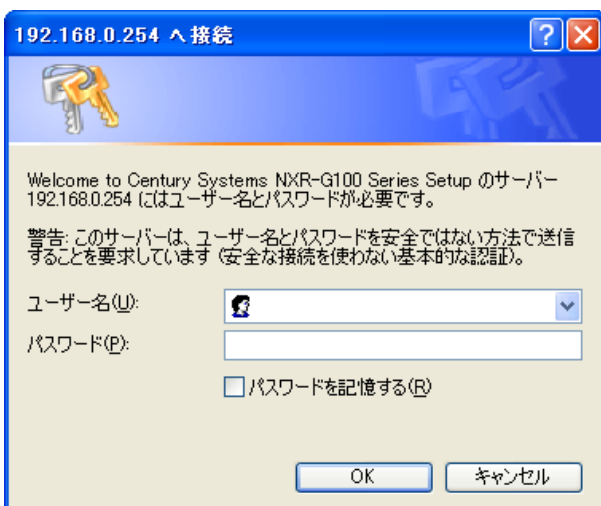 192.168.0.254 へ接続
Welcome to Century Systems NXR-G100 Series Setup のサーバー
192.168.0.254 にはユーザー名とパスワードが必要です。
警告: このサーバーは、ユーザー名とパスワードを安全ではない方法で送信
することを要求しています (安全な接続を使わない基本的な認証)。
ユーザー名(U):
パスワード(P):
パスワードを記憶する(R)
OK キャンセル